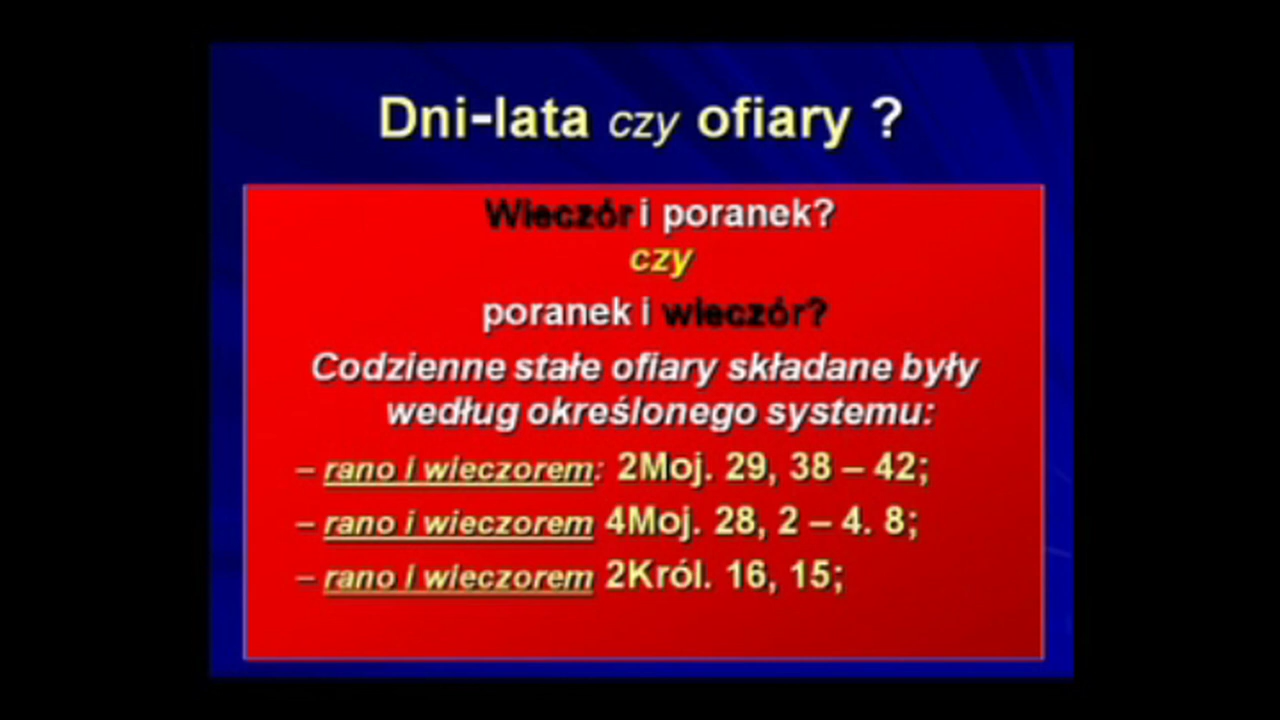 Dni-lata czy ofiary ?
Wieczór i poranek?
czy
poranek i wieczór?
Codzienne stałe ofiary składane były
według określonego systemu:
– rano i wieczorem: 2Moj. 29, 38 – 42;
– rano i wieczorem 4Moj. 28, 2 – 4. 8;
– rano i wieczorem 2Król. 16, 15;